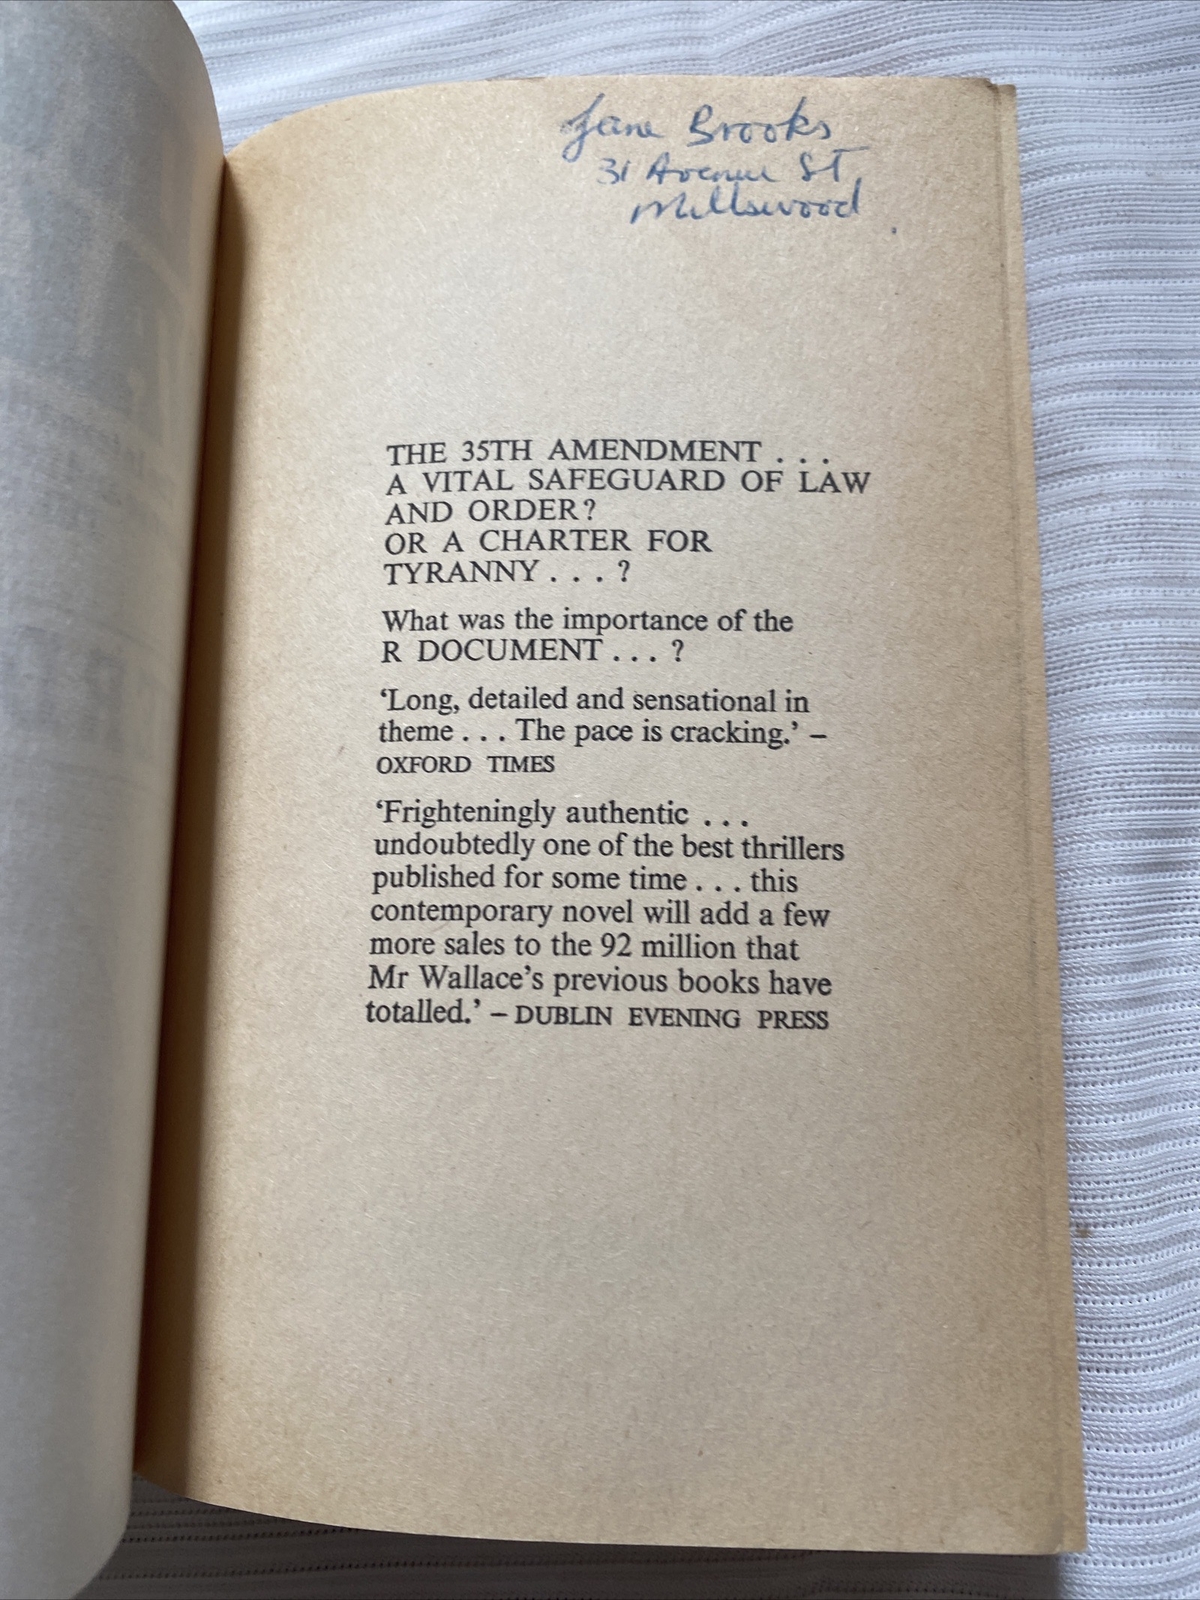 Jane Brooks
31 Avenue St,
Millswood
THE 35TH AMENDMENT . . .
A VITAL SAFEGUARD OF LAW
AND ORDER?
OR A CHARTER FOR
TYRANNY . . . ?
What was the importance of the
R DOCUMENT . . . ?
‘Long, detailed and sensational in
theme . . . The pace is cracking.’ –
OXFORD TIMES
‘Frighteningly authentic . . .
undoubtedly one of the best thrillers
published for some time . . . this
contemporary novel will add a few
more sales to the 92 million that
Mr Wallace’s previous books have
totalled.’ – DUBLIN EVENING PRESS